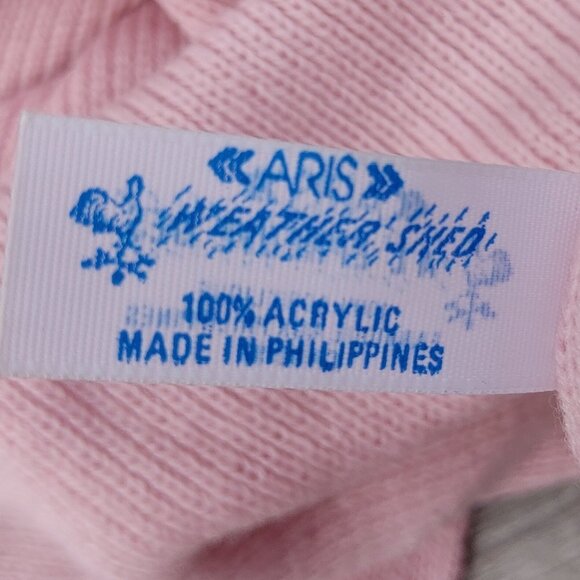 ARIS
WEATHER SHED
100% ACRYLIC
MADE IN PHILIPPINES